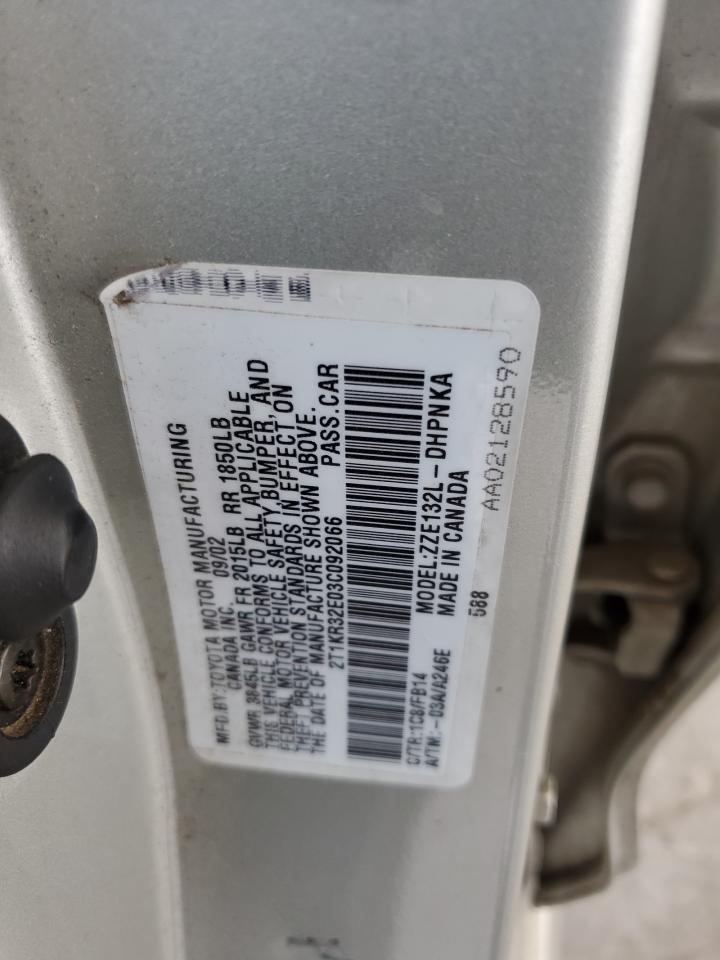 MFD. BY: TOYOTA MOTOR MANUFACTURING
CANADA INC. 09/02
GVWR 3845LB GAWR FR 2015LB RR 1850LB
THIS VEHICLE CONFORMS TO ALL APPLICABLE
FEDERAL MOTOR VEHICLE SAFETY, BUMPER, AND
THEFT PREVENTION STANDARDS IN EFFECT ON
THE DATE OF MANUFACTURE SHOWN ABOVE.
2T1KR32E03C092066 PASS.CAR
C/TR:1C8/FB14 MODEL:ZZE132L-DHPNKA
A/TM:-03A/A246E MADE IN CANADA
588 AA02128590